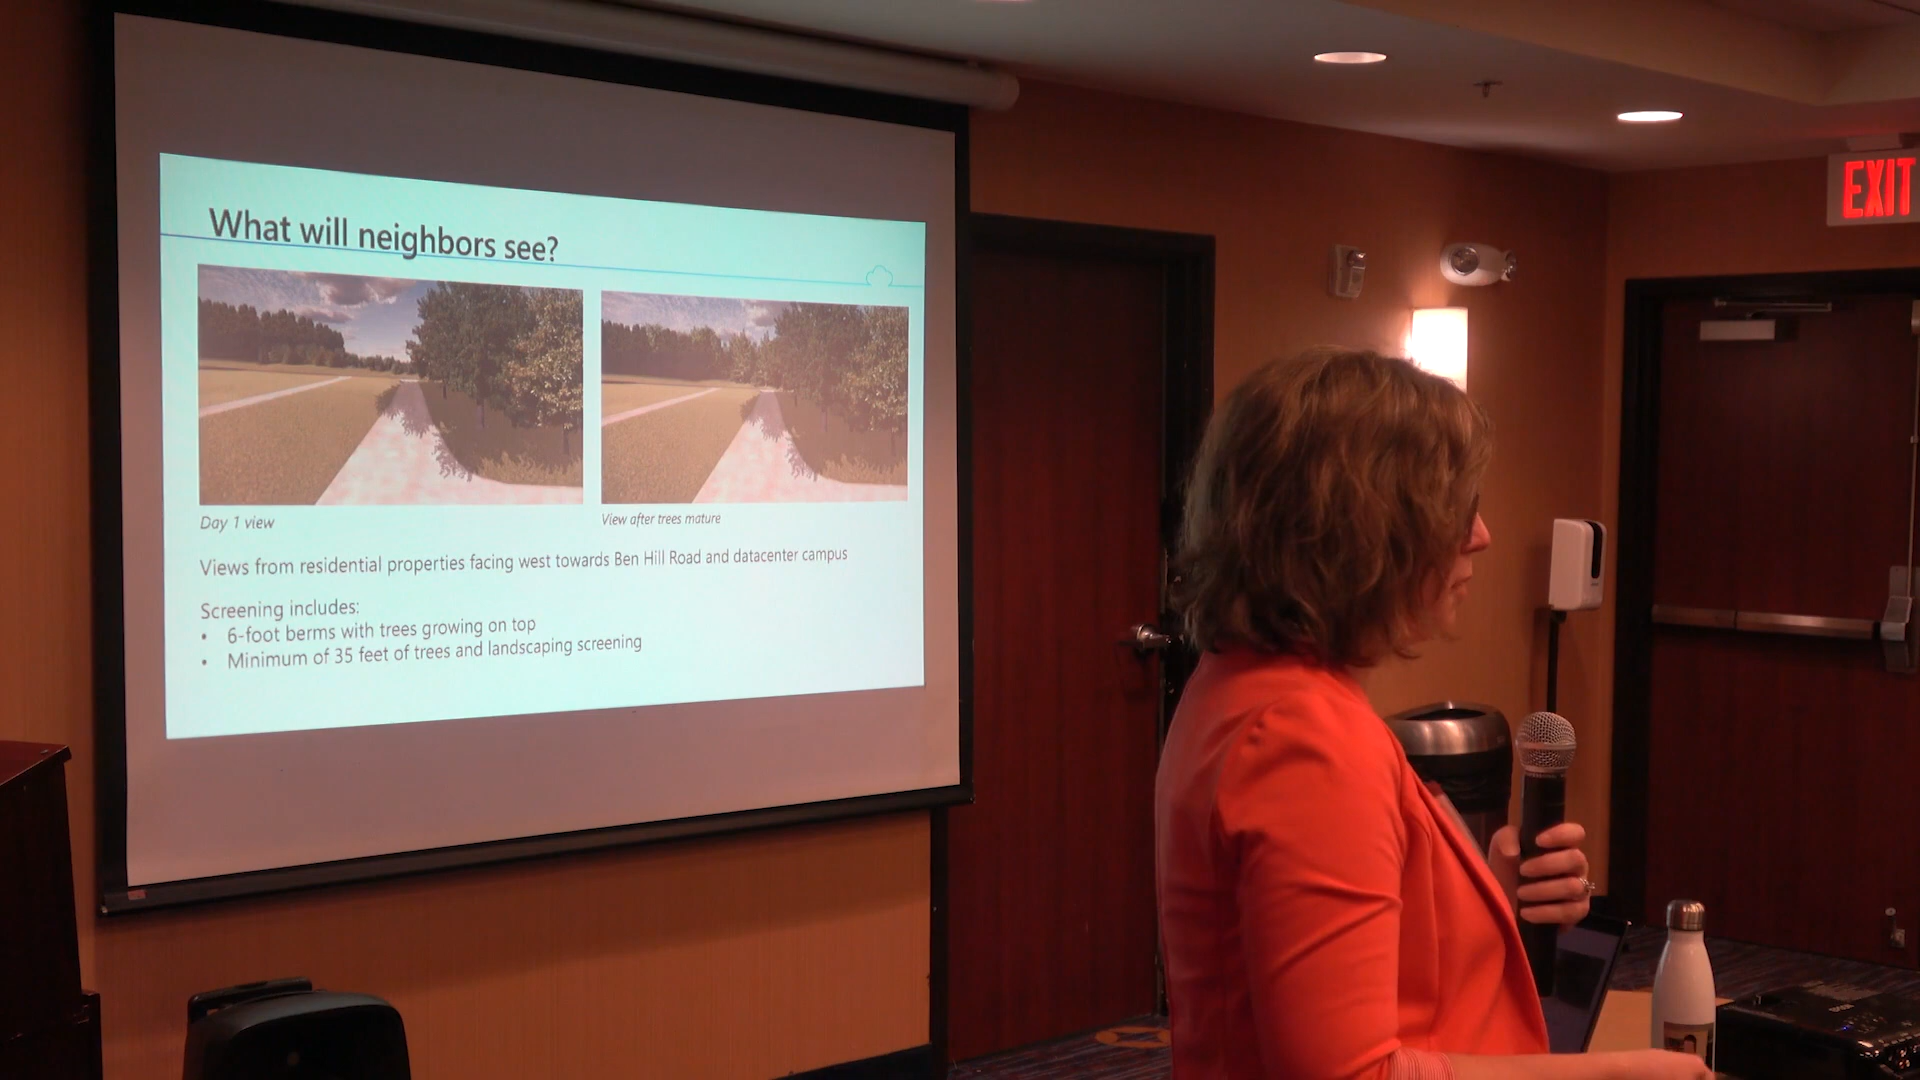 What will neighbors see?
Day 1 view
View after trees mature
Views from residential properties facing west towards Ben Hill Road and datacenter campus
Screening includes:
• 6-foot berms with trees growing on top
• Minimum of 35 feet of trees and landscaping screening
EXIT